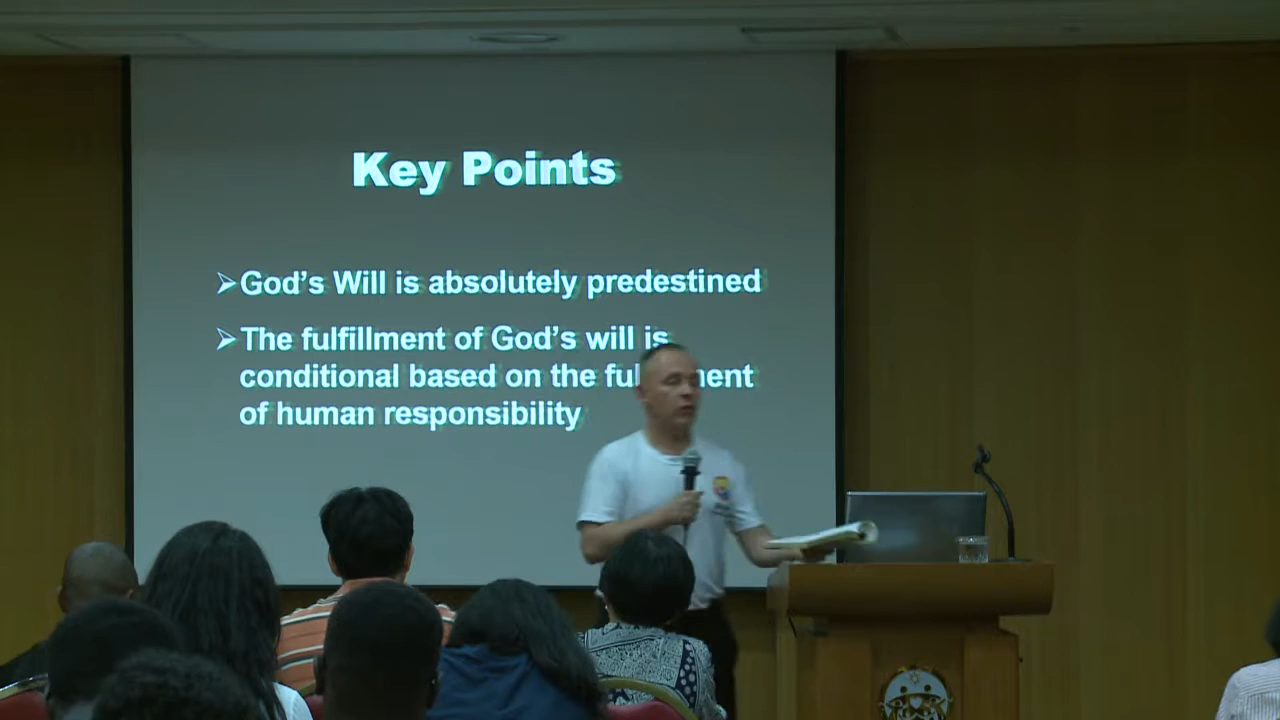 Key Points
➢God's Will is absolutely predestined
➢The fulfillment of God's will is
conditional based on the ment
of human responsibility